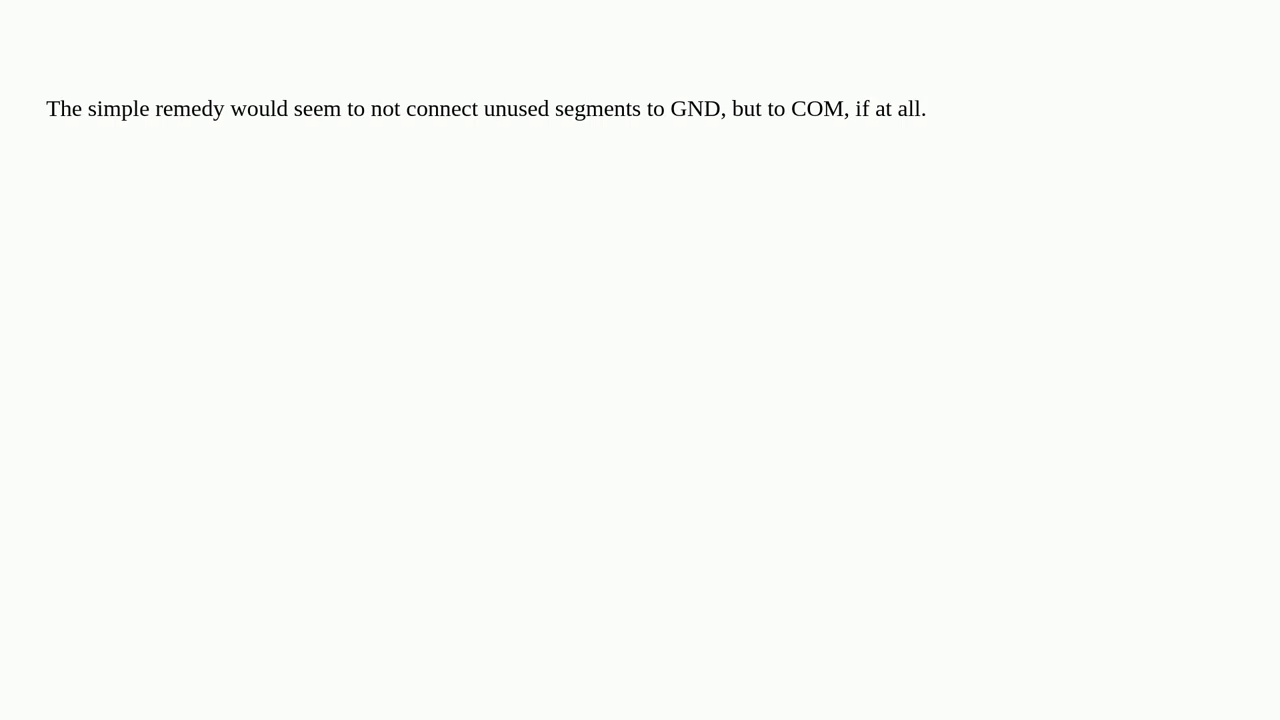 The simple remedy would seem to not connect unused segments to GND, but to COM, if at all.